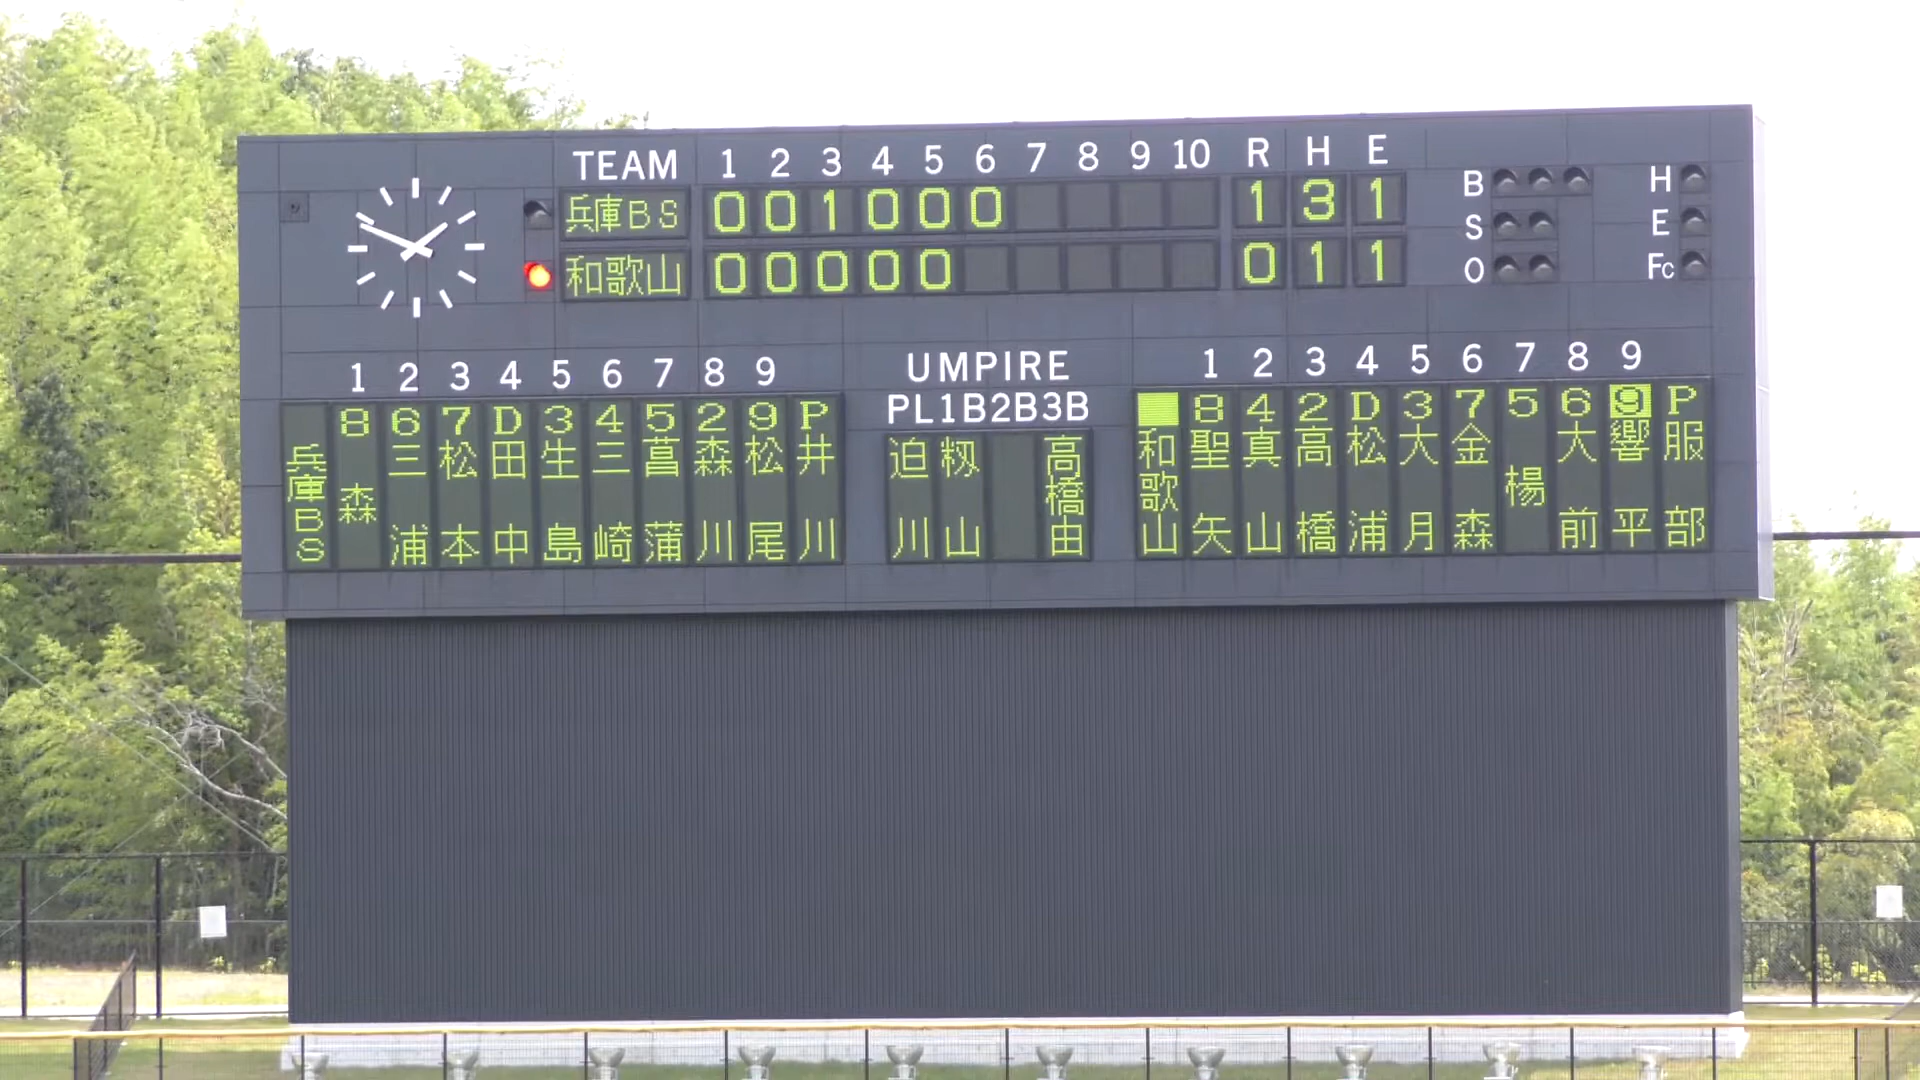 TEAM 1 2 3 4 5 6 7 8 9 10 R H E
兵庫BS 0 0 1 0 0 0 1 3 1
和歌山 0 0 0 0 0 0 1 1
B H
S E
O Fc
1 2 3 4 5 6 7 8 9
8 6 7 D 3 4 5 2 9 P
兵庫BS
森
三浦
松本
田中
生島
三崎
菖蒲
森川
松尾
井川
UMPIRE
PL 1B 2B 3B
迫川
籾山
高橋由
1 2 3 4 5 6 7 8 9
8 4 2 D 3 7 5 6 9 P
和歌山
聖矢
真山
高橋
松浦
大月
金森
楊
大前
響平
服部